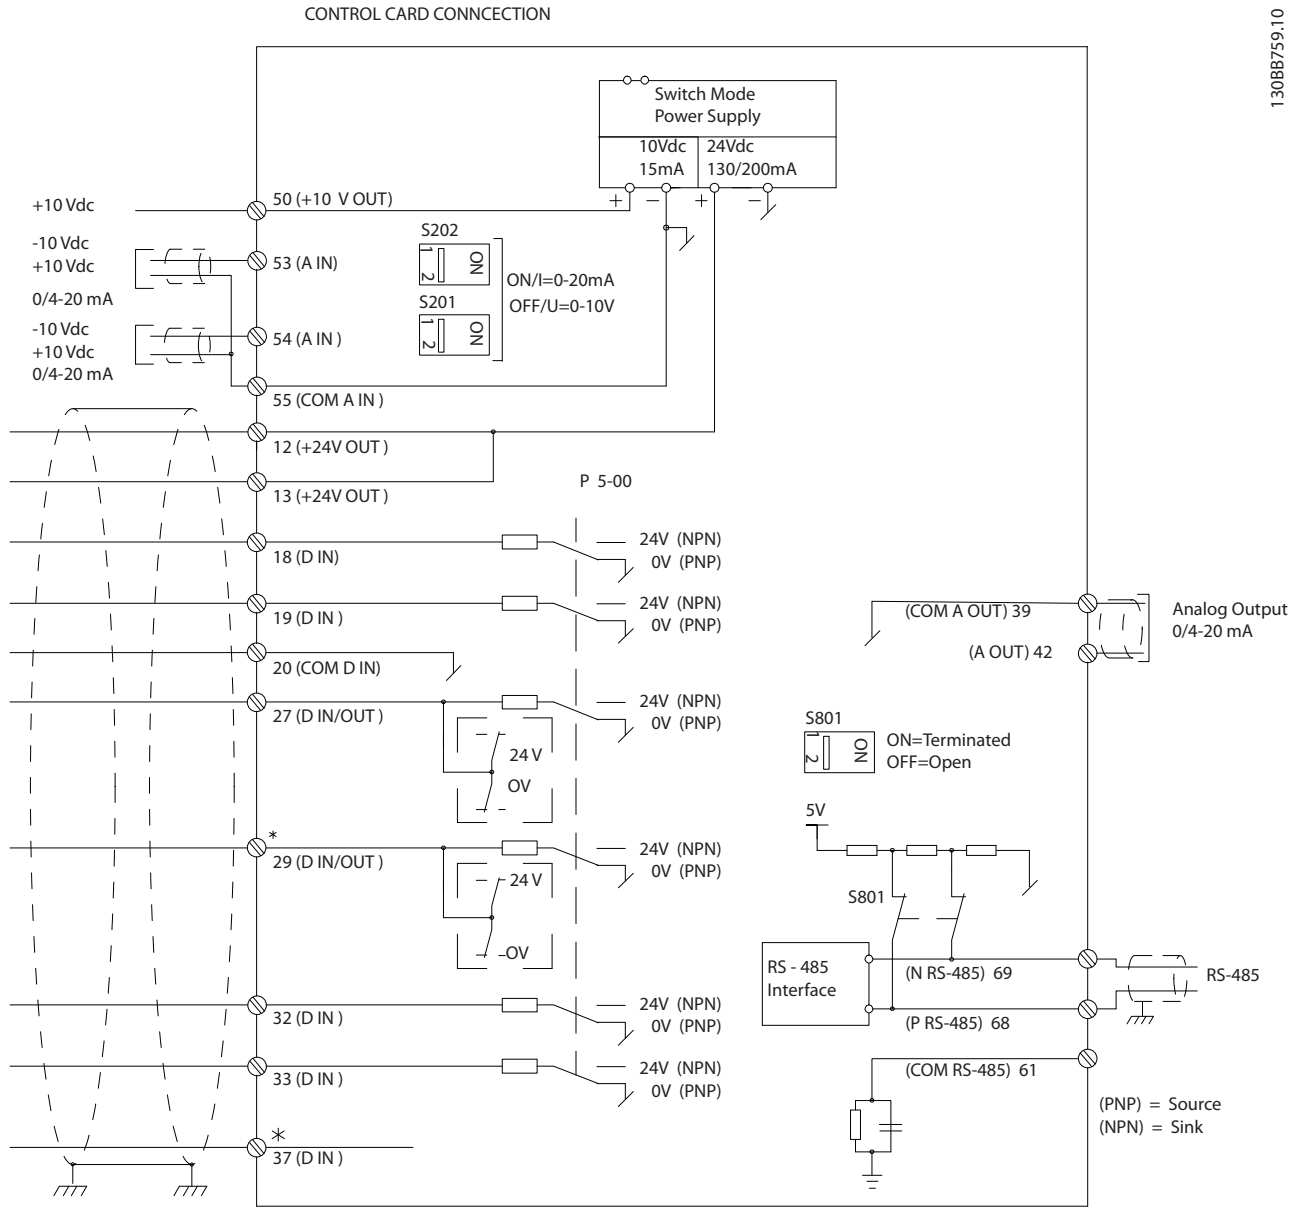 CONTROL CARD CONNCECTION
130BB759.10
Switch Mode
Power Supply
10Vdc
15mA
24Vdc
130/200mA
+ - + -
+10 Vdc
50 (+10 V OUT)
-10 Vdc
+10 Vdc
0/4-20 mA
53 (A IN)
S202
1
2
ON
ON/I=0-20mA
OFF/U=0-10V
S201
1
2
ON
-10 Vdc
+10 Vdc
0/4-20 mA
54 (A IN )
55 (COM A IN )
12 (+24V OUT )
13 (+24V OUT )
P 5-00
18 (D IN)
24V (NPN)
0V (PNP)
19 (D IN )
24V (NPN)
0V (PNP)
(COM A OUT) 39
(A OUT) 42
Analog Output
0/4-20 mA
20 (COM D IN)
27 (D IN/OUT )
24V (NPN)
0V (PNP)
24 V
OV
S801
1
2
ON
ON=Terminated
OFF=Open
5V
*
29 (D IN/OUT )
24V (NPN)
0V (PNP)
24 V
OV
S801
RS - 485
Interface
(N RS-485) 69
RS-485
(P RS-485) 68
32 (D IN )
24V (NPN)
0V (PNP)
33 (D IN )
24V (NPN)
0V (PNP)
(COM RS-485) 61
(PNP) = Source
(NPN) = Sink
*
37 (D IN )